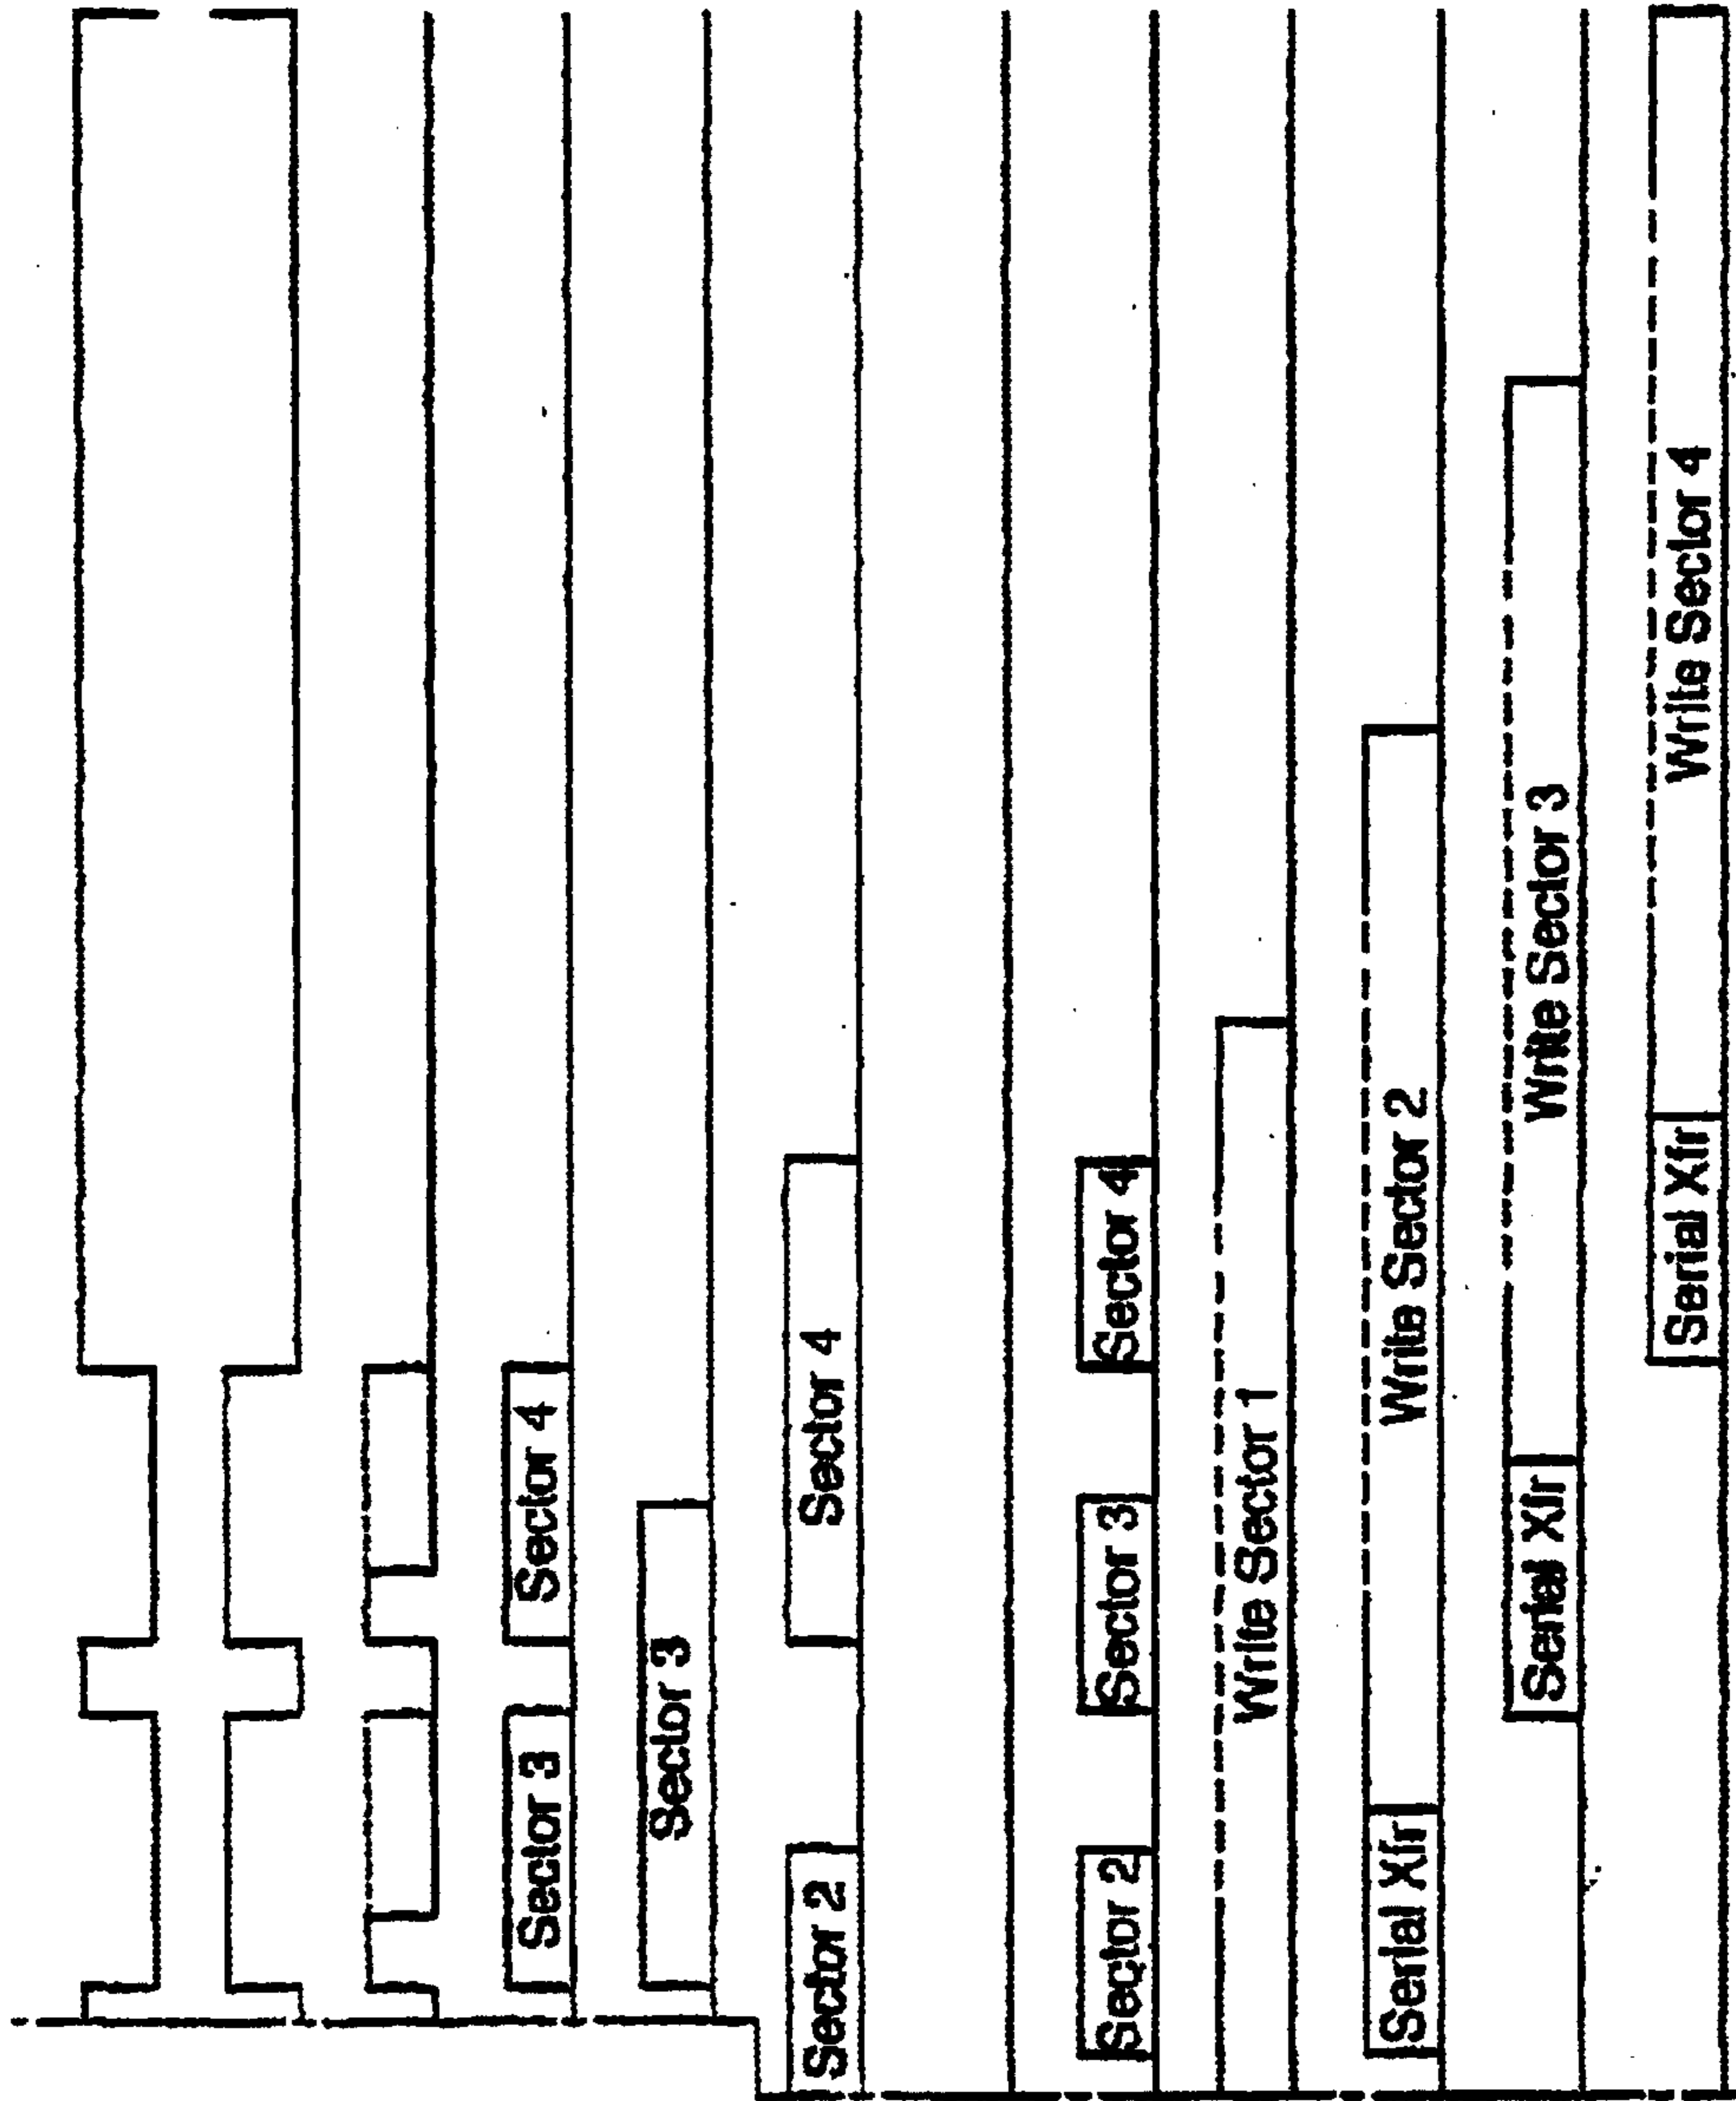 Sector 3
Sector 4
Sector 3
Sector 2
Sector 4
Sector 2
Sector 3
Sector 4
Write Sector 1
Serial Xfr
Write Sector 2
Serial Xfr
Write Sector 3
Serial Xfr
Write Sector 4